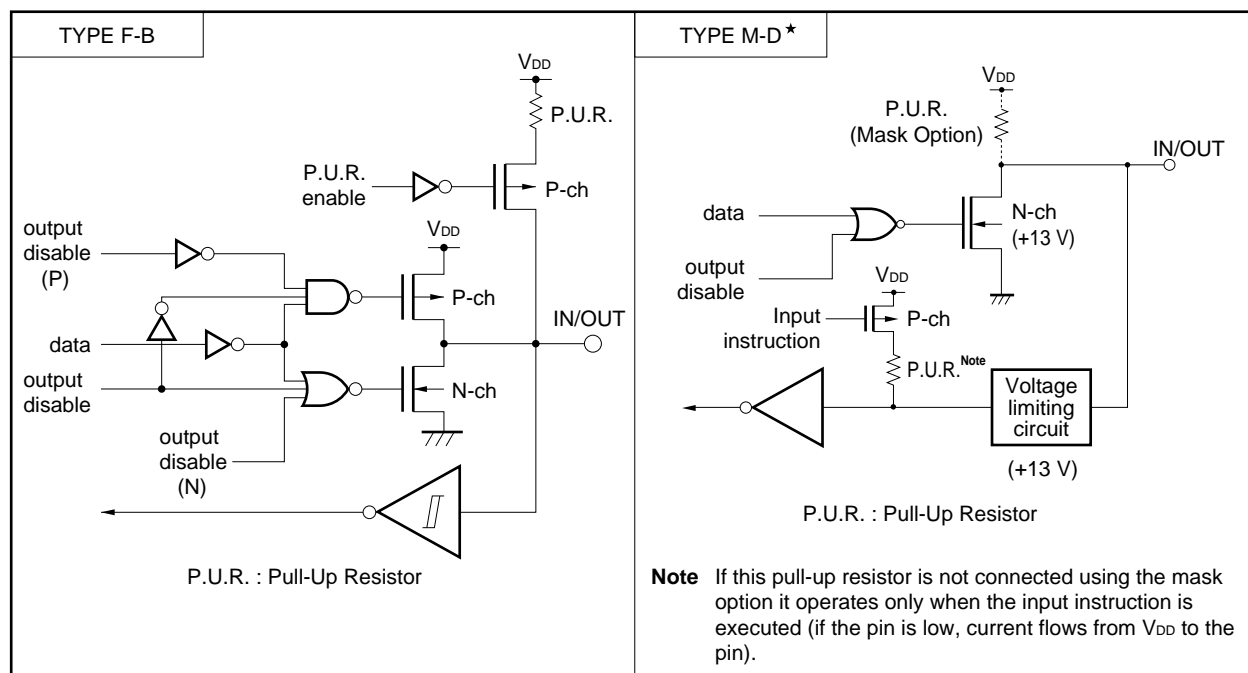 TYPE F-B
VDD
P.U.R.
P.U.R.
enable
P-ch
output
disable
(P)
VDD
P-ch
IN/OUT
data
output
disable
N-ch
output
disable
(N)
P.U.R. : Pull-Up Resistor
TYPE M-D★
VDD
P.U.R.
(Mask Option)
IN/OUT
data
N-ch
(+13 V)
output
disable
VDD
Input
instruction
P-ch
P.U.R.Note
Voltage
limiting
circuit
(+13 V)
P.U.R. : Pull-Up Resistor
Note If this pull-up resistor is not connected using the mask
option it operates only when the input instruction is
executed (if the pin is low, current flows from VDD to the
pin).